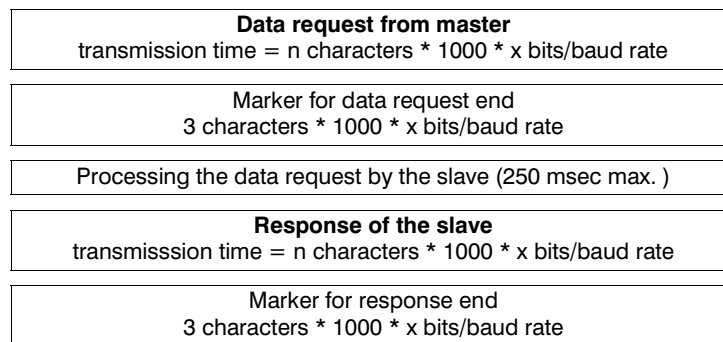 Data request from master
transmission time = n characters * 1000 * x bits/baud rate
Marker for data request end
3 characters * 1000 * x bits/baud rate
Processing the data request by the slave (250 msec max. )
Response of the slave
transmisssion time = n characters * 1000 * x bits/baud rate
Marker for response end
3 characters * 1000 * x bits/baud rate